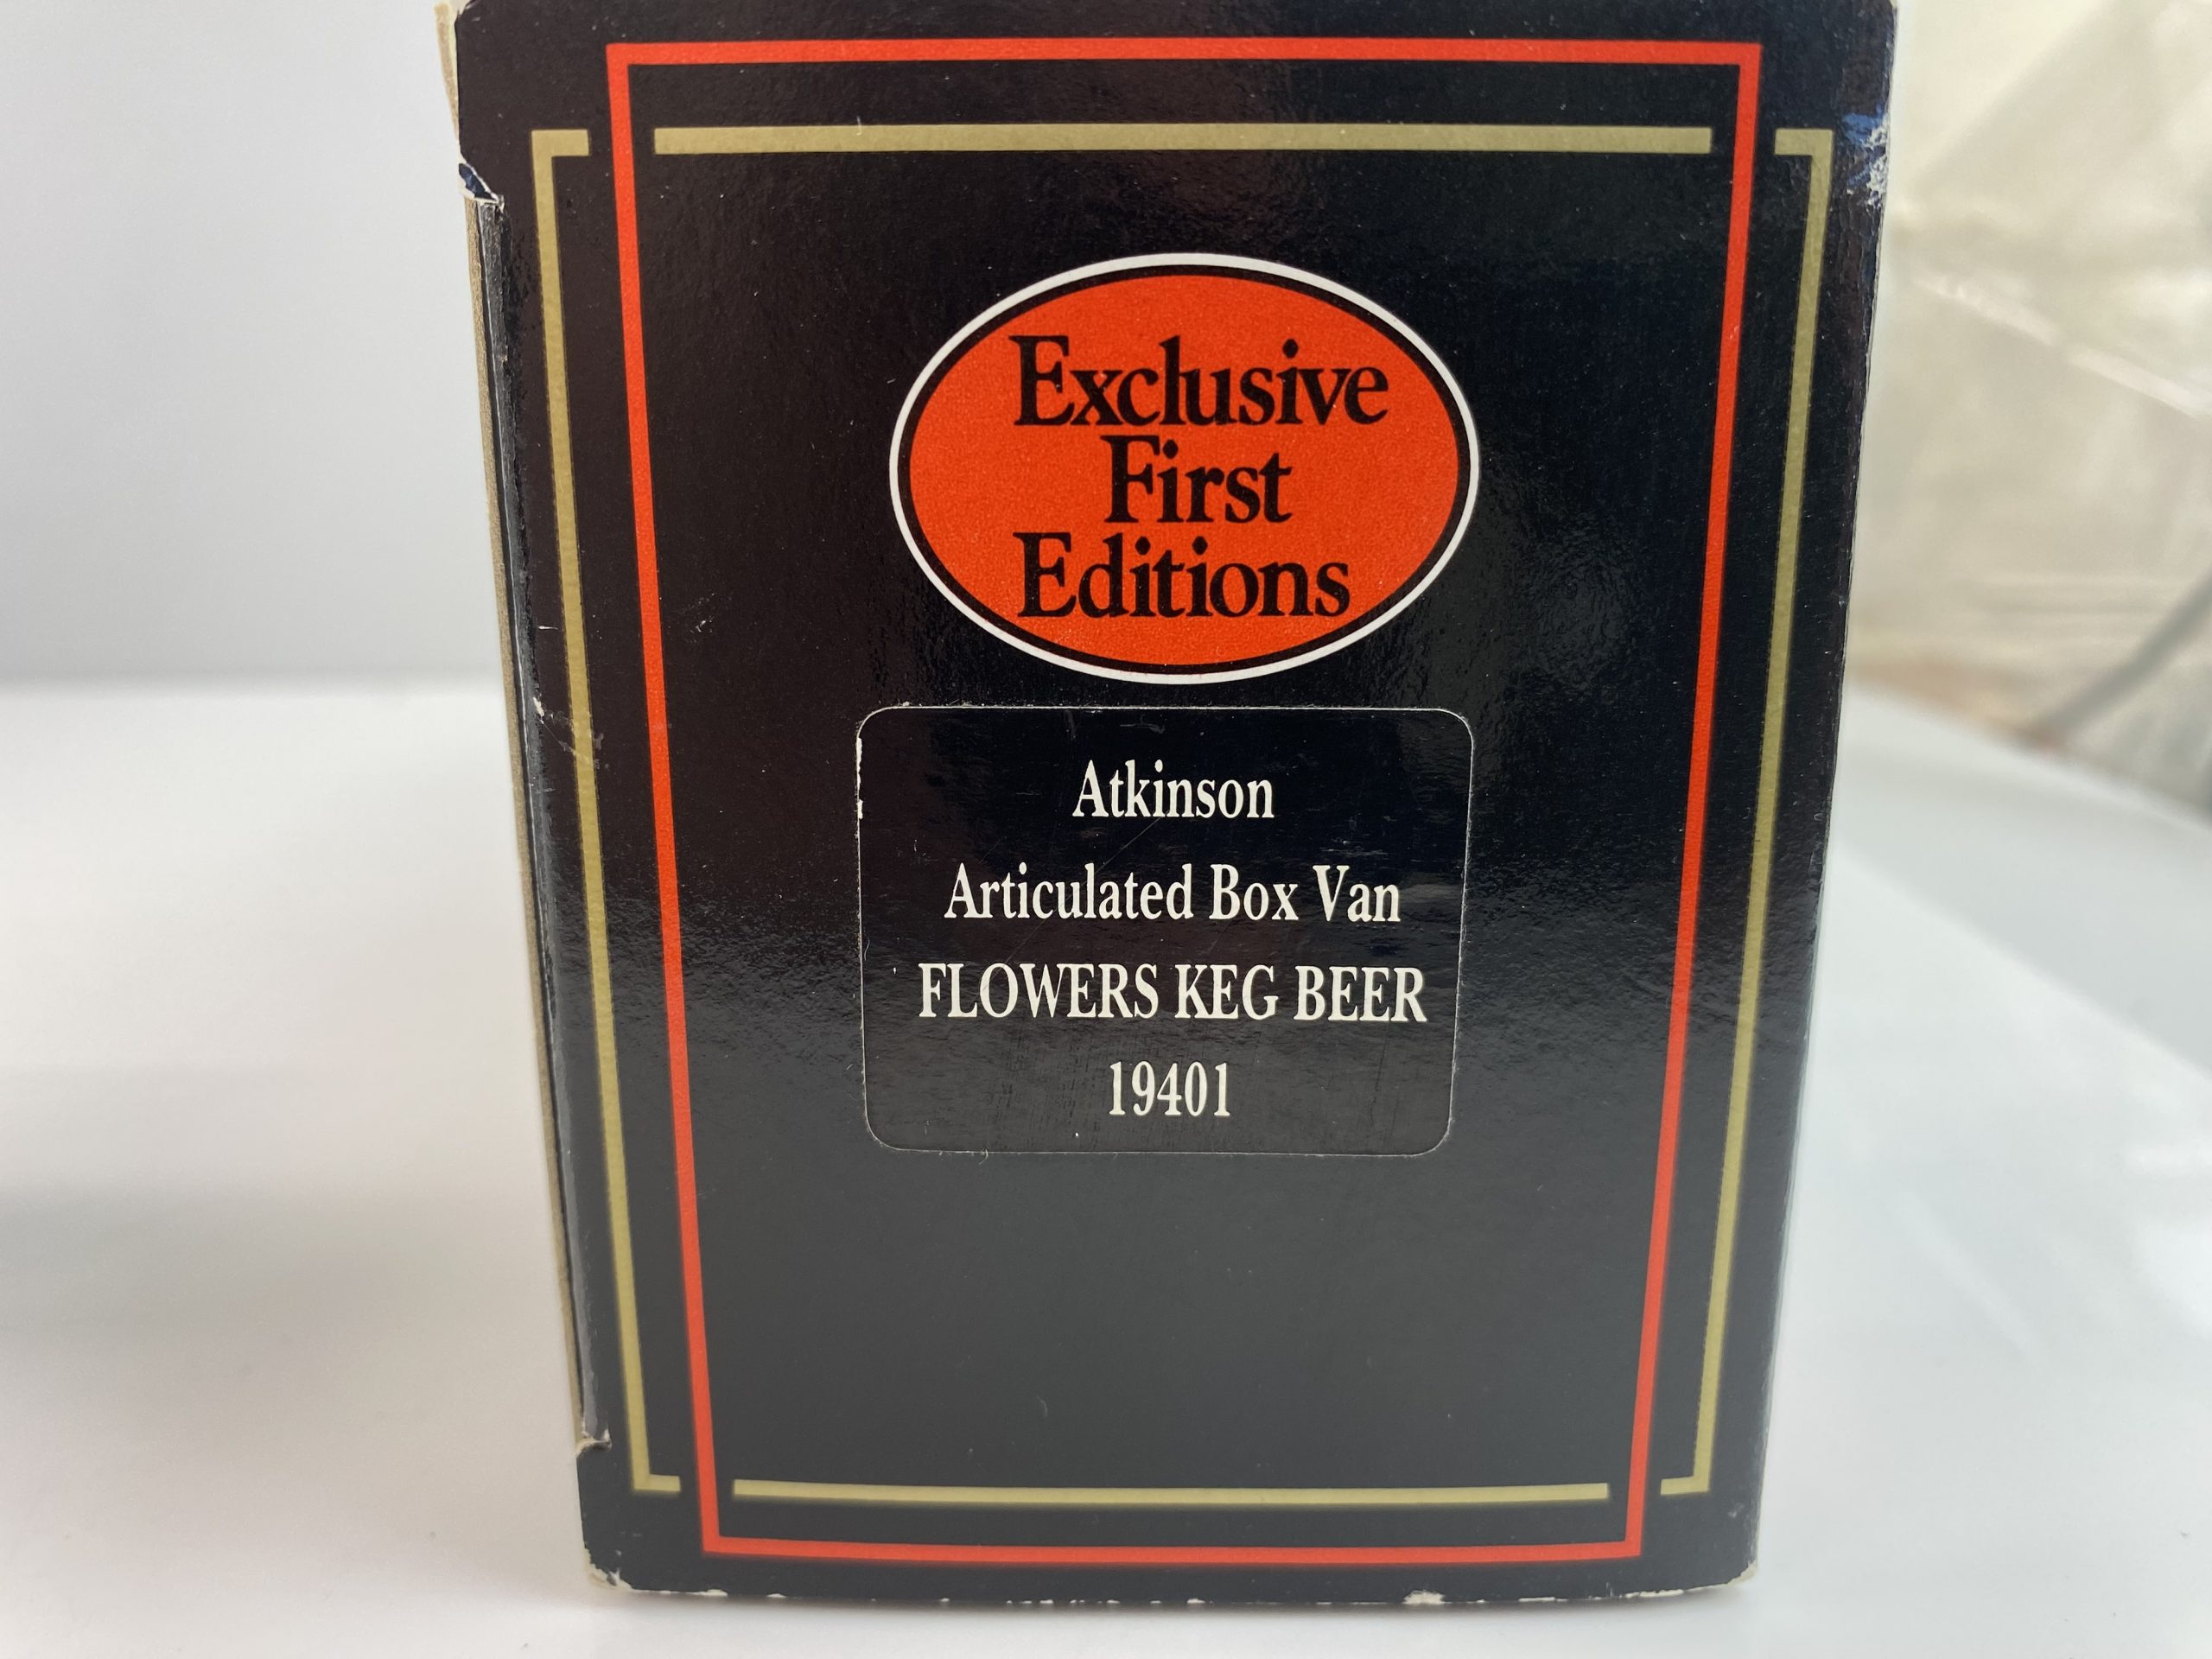 Exclusive
First
Editions
Atkinson
Articulated Box Van
FLOWERS KEG BEER
19401